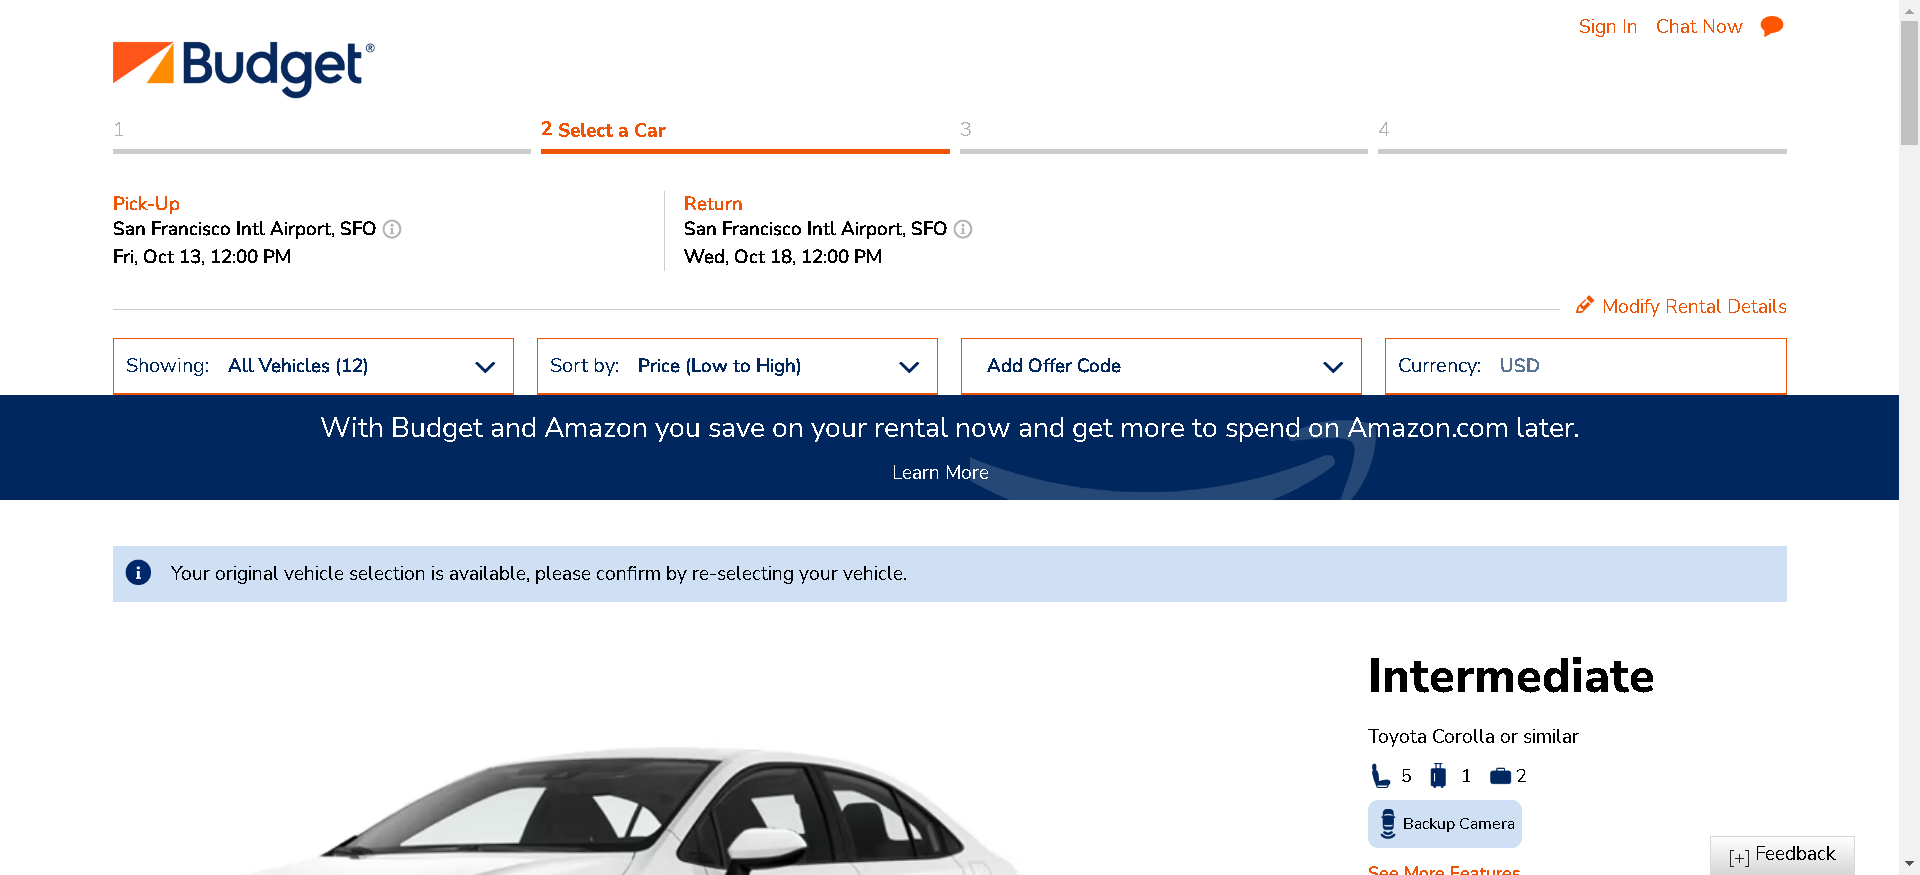 Sign In Chat Now
Budget®
1
2 Select a Car
3
4
Pick-Up
San Francisco Intl Airport, SFO
Fri, Oct 13, 12:00 PM
Return
San Francisco Intl Airport, SFO
Wed, Oct 18, 12:00 PM
Modify Rental Details
Showing: All Vehicles (12)
Sort by: Price (Low to High)
Add Offer Code
Currency: USD
With Budget and Amazon you save on your rental now and get more to spend on Amazon.com later.
Learn More
Your original vehicle selection is available, please confirm by re-selecting your vehicle.
Intermediate
Toyota Corolla or similar
5 1 2
Backup Camera
See More Features
[+] Feedback